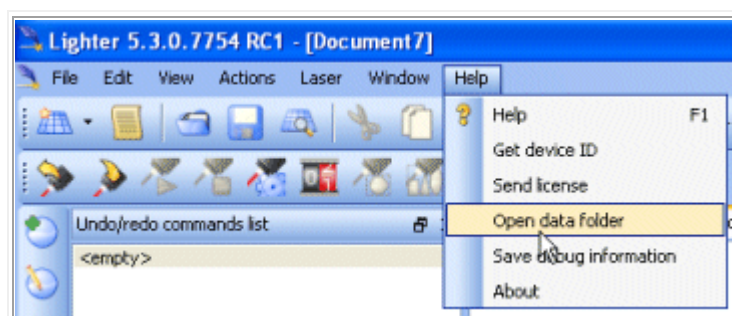 Lighter 5.3.0.7754 RC1 - [Document7]
File Edit View Actions Laser Window Help
Help F1
Get device ID
Send license
Open data folder
Save debug information
About
Undo/redo commands list
<empty>